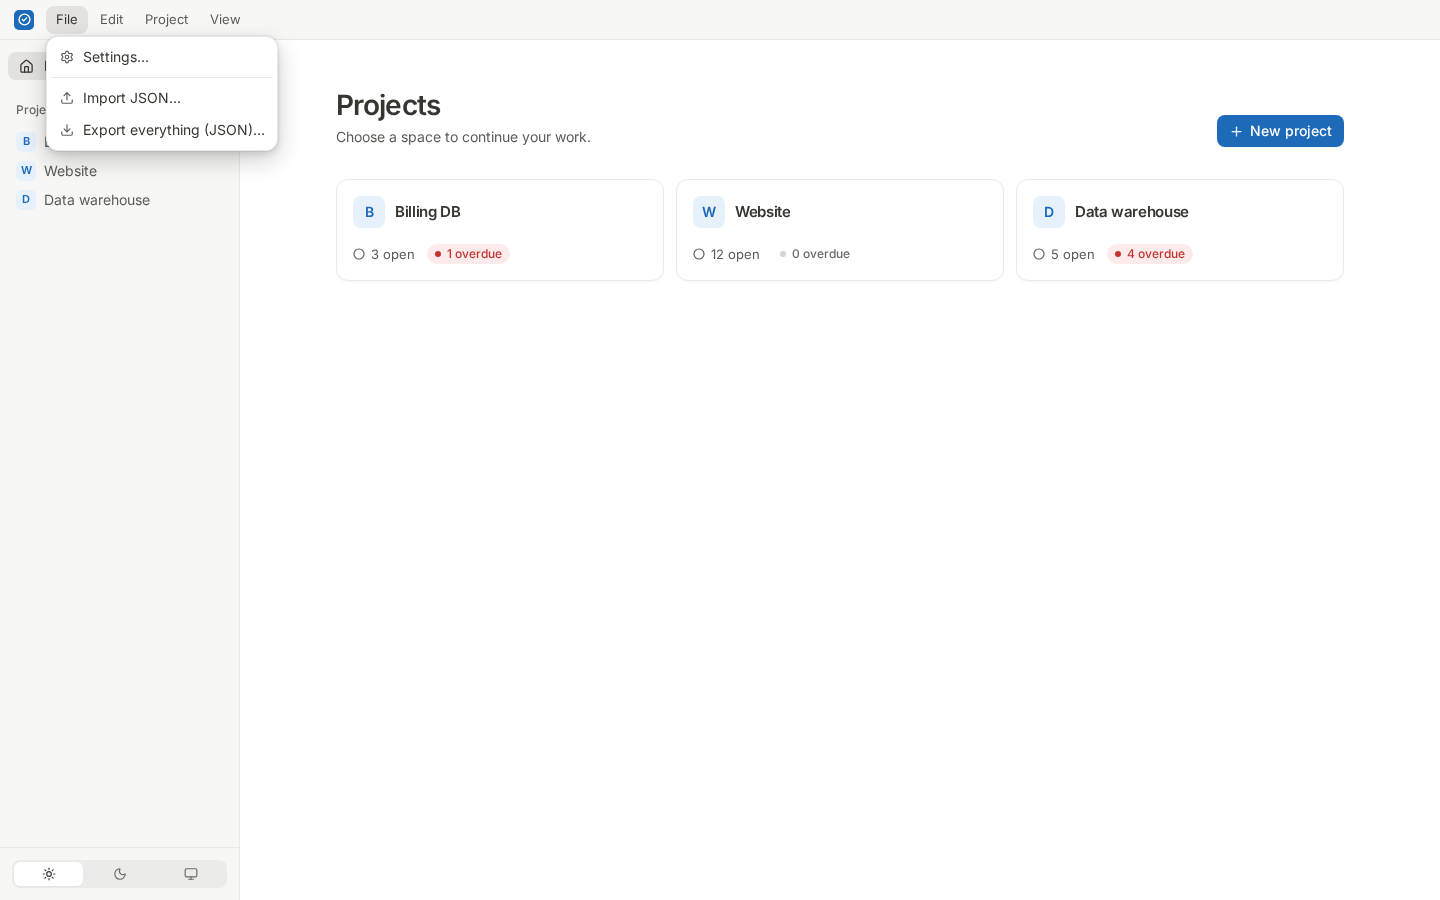 File Edit Project View
Settings...
Import JSON...
Export everything (JSON)...
B
W Website
D Data warehouse
Projects
Choose a space to continue your work.
New project
B Billing DB
3 open 1 overdue
W Website
12 open 0 overdue
D Data warehouse
5 open 4 overdue